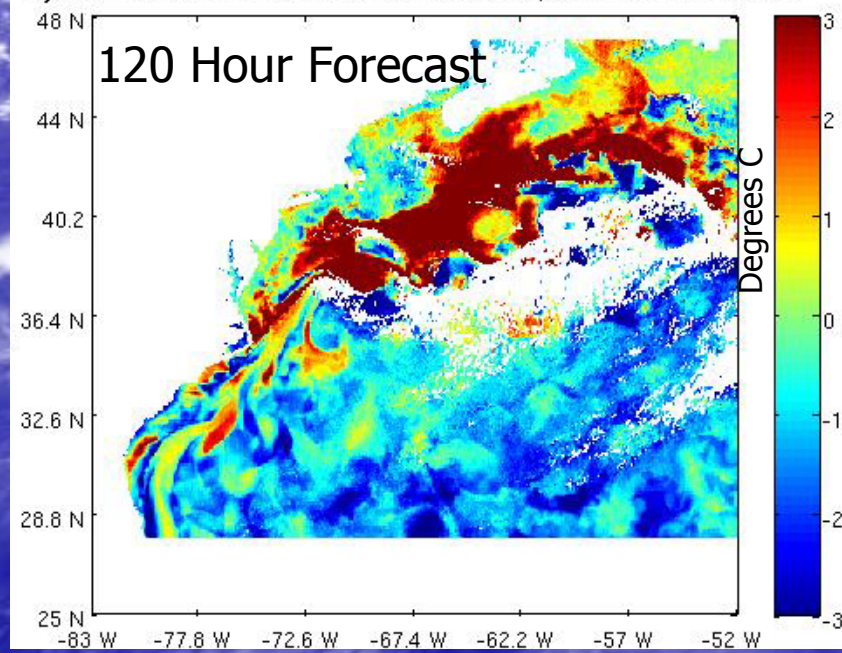 48 N
120 Hour Forecast
44 N
40.2
36.4 N
32.6 N
28.8 N
25 N
-83 W -77.8 W -72.6 W -67.4 W -62.2 W -57 W -52 W
Degrees C
3
2
1
0
-1
-2
-3